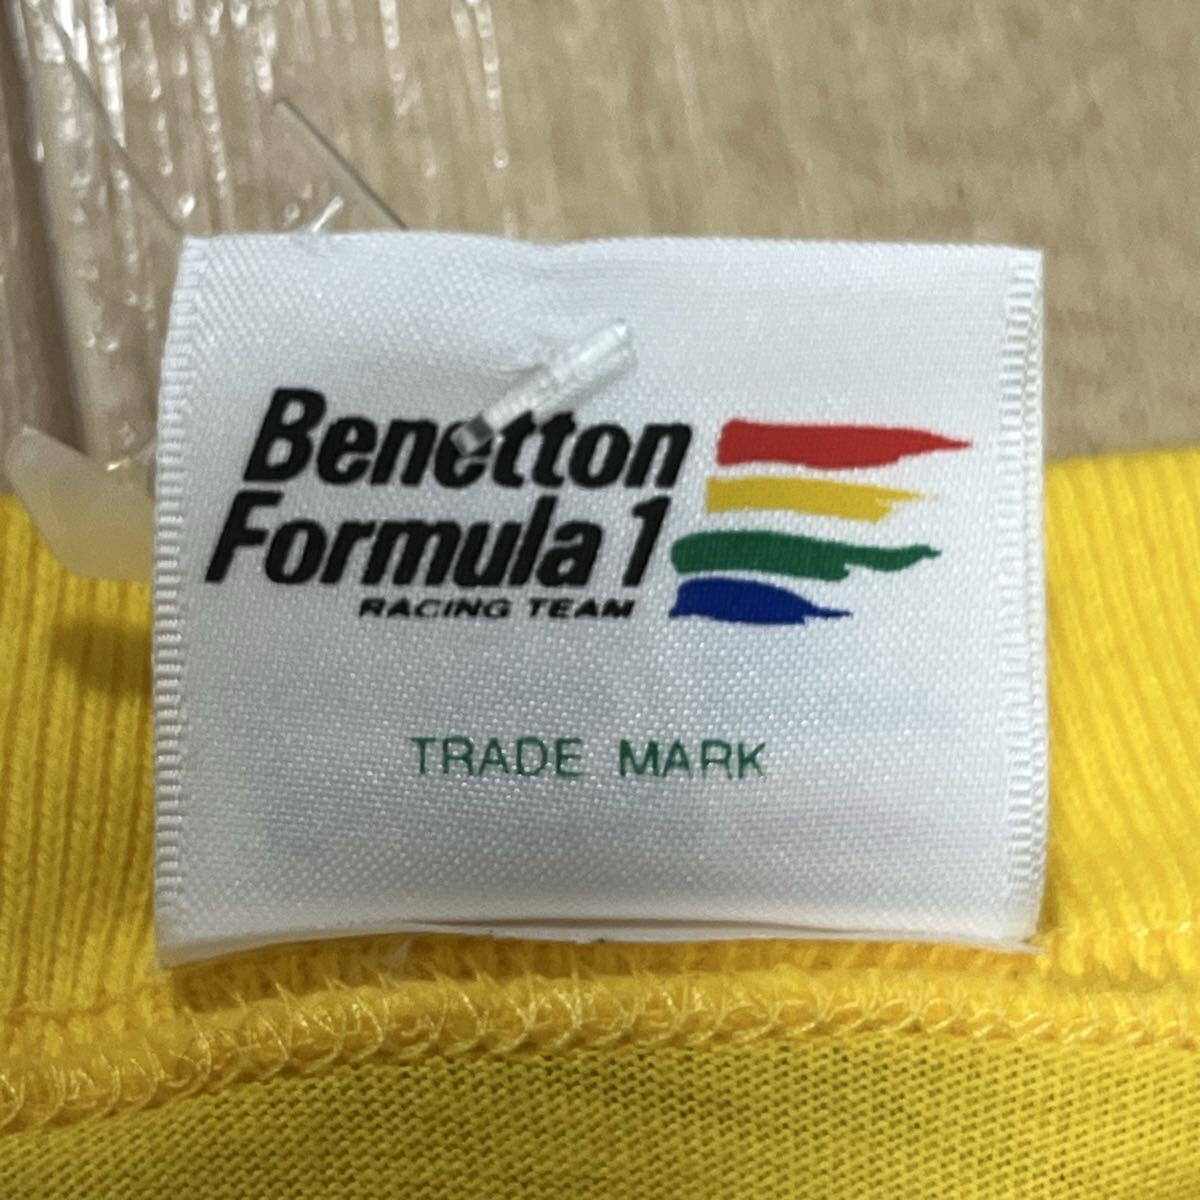 Benetton
Formula 1
RACING TEAM
TRADE MARK